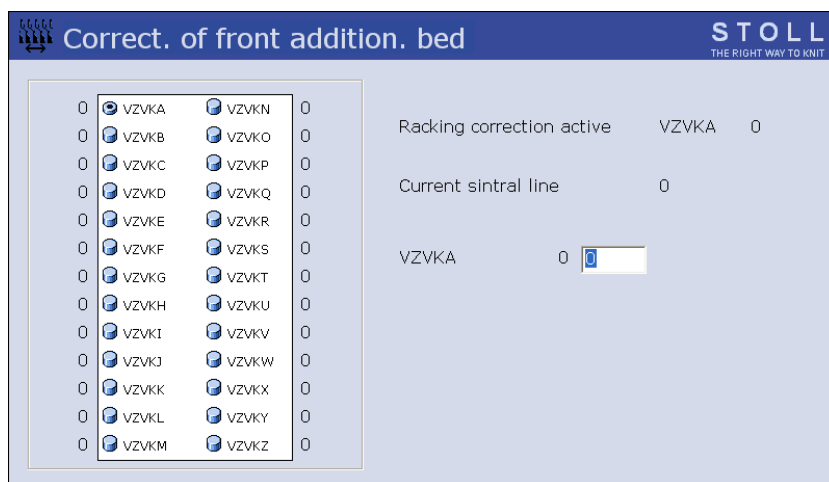 Correct. of front addition. bed
STOLL
THE RIGHT WAY TO KNIT
0 VZVKA VZVKN 0
0 VZVKB VZVKO 0
0 VZVKC VZVKP 0
0 VZVKD VZVKQ 0
0 VZVKE VZVKR 0
0 VZVKF VZVKS 0
0 VZVKG VZVKT 0
0 VZVKH VZVKU 0
0 VZVKI VZVKV 0
0 VZVKJ VZVKW 0
0 VZVKK VZVKX 0
0 VZVKL VZVKY 0
0 VZVKM VZVKZ 0
Racking correction active VZVKA 0
Current sintral line 0
VZVKA 0 0